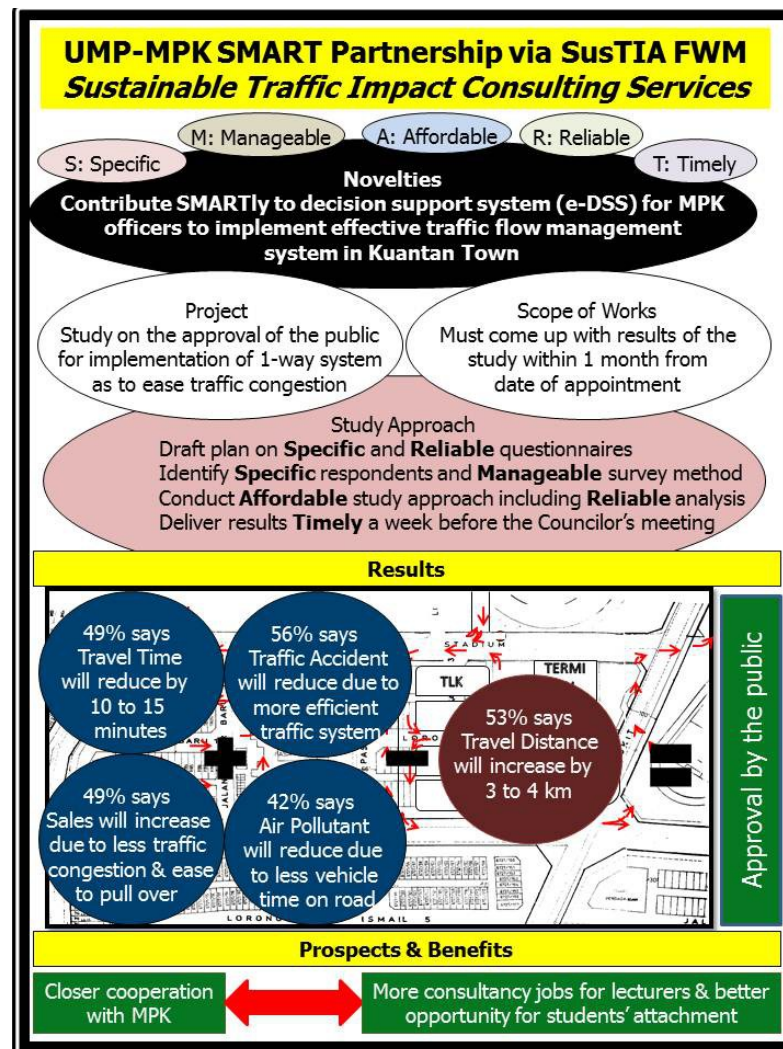 UMP-MPK SMART Partnership via SusTIA FWM
Sustainable Traffic Impact Consulting Services
S: Specific
M: Manageable
A: Affordable
R: Reliable
T: Timely
Novelties
Contribute SMARTly to decision support system (e-DSS) for MPK
officers to implement effective traffic flow management
system in Kuantan Town
Project
Study on the approval of the public
for implementation of 1-way system
as to ease traffic congestion
Scope of Works
Must come up with results of the
study within 1 month from
date of appointment
Study Approach
Draft plan on Specific and Reliable questionnaires
Identify Specific respondents and Manageable survey method
Conduct Affordable study approach including Reliable analysis
Deliver results Timely a week before the Councilor's meeting
Results
49% says
Travel Time
will reduce by
10 to 15
minutes
56% says
Traffic Accident
will reduce due to
more efficient
traffic system
STADIUM
TLK
TERMI
53% says
Travel Distance
will increase by
3 to 4 km
49% says
Sales will increase
due to less traffic
congestion & ease
to pull over
42% says
Air Pollutant
will reduce due
to less vehicle
time on road
LORONG
ISMAIL 5
Approval by the public
Prospects & Benefits
Closer cooperation
with MPK
More consultancy jobs for lecturers & better
opportunity for students' attachment